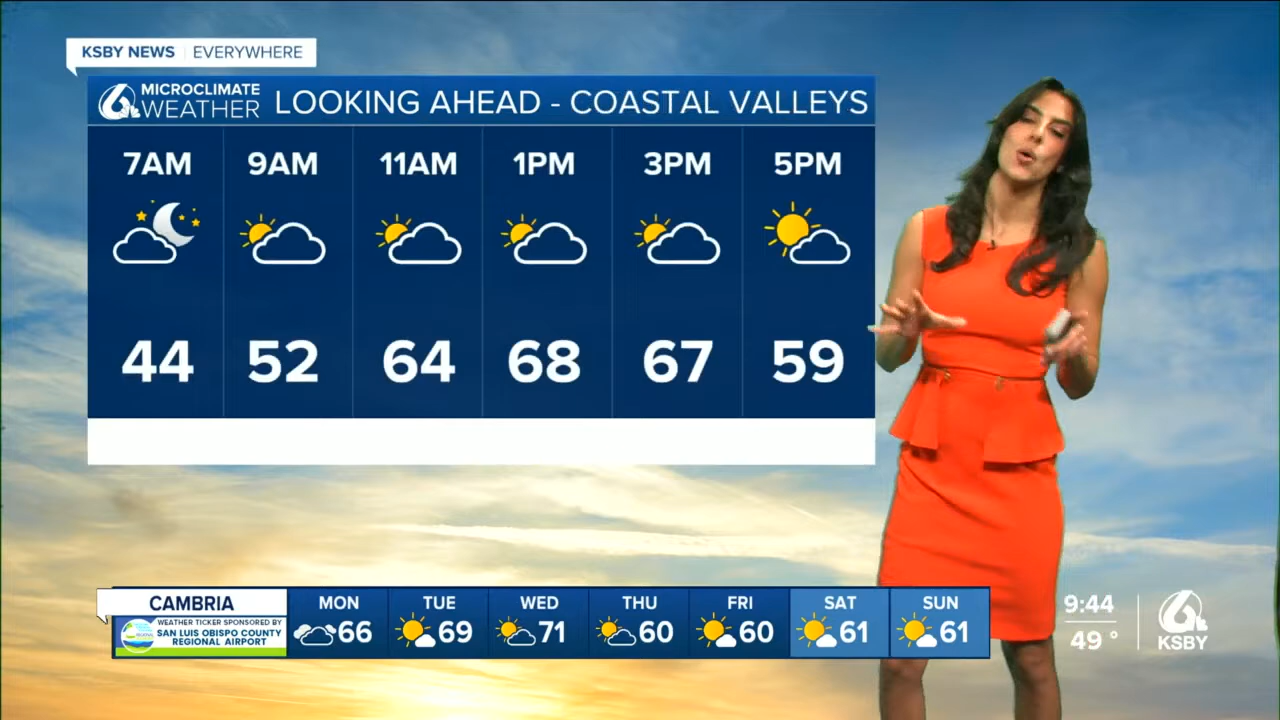 KSBY NEWS EVERYWHERE
6 MICROCLIMATE WEATHER LOOKING AHEAD - COASTAL VALLEYS
7AM 9AM 11AM 1PM 3PM 5PM
44 52 64 68 67 59
CAMBRIA
WEATHER TICKER SPONSORED BY
SAN LUIS OBISPO COUNTY
REGIONAL AIRPORT
MON TUE WED THU FRI SAT SUN
66 69 71 60 60 61 61
9:44
49 °
6
KSBY